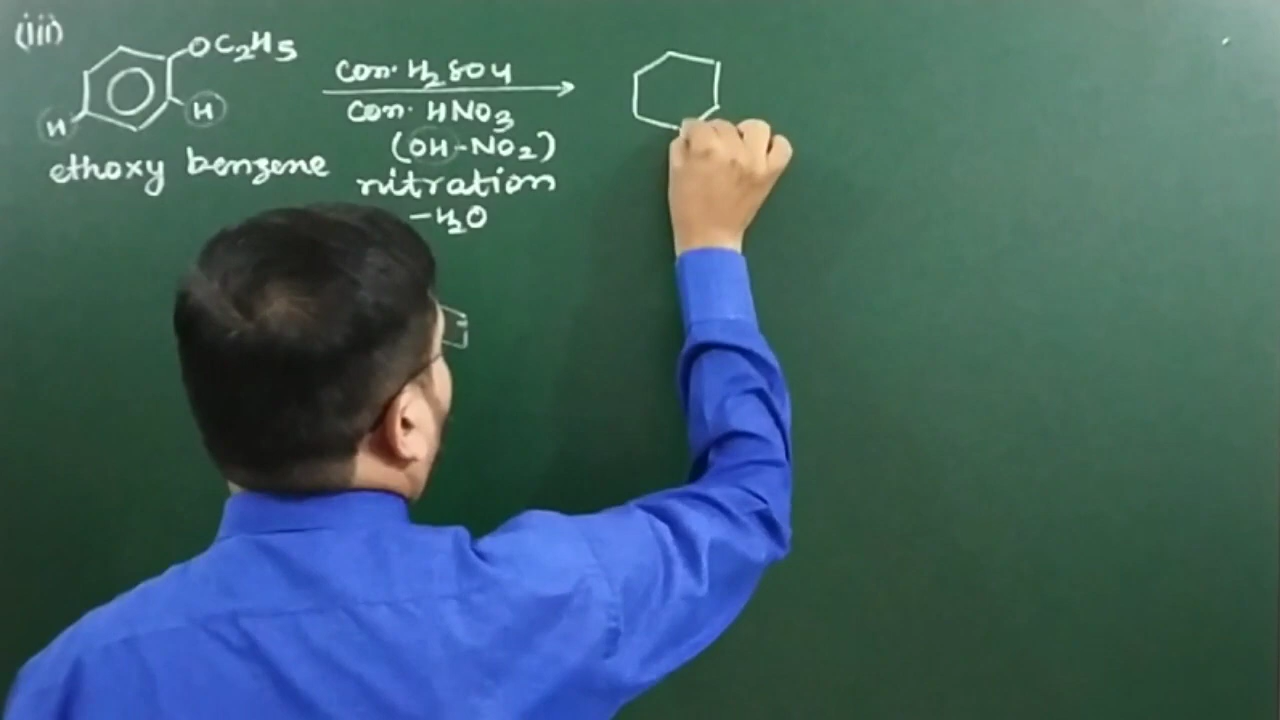 (iii)
OC2H5
H
H
ethoxy benzene
Con. H2SO4
Con. HNO3
(OH-NO2)
nitration
-H2O